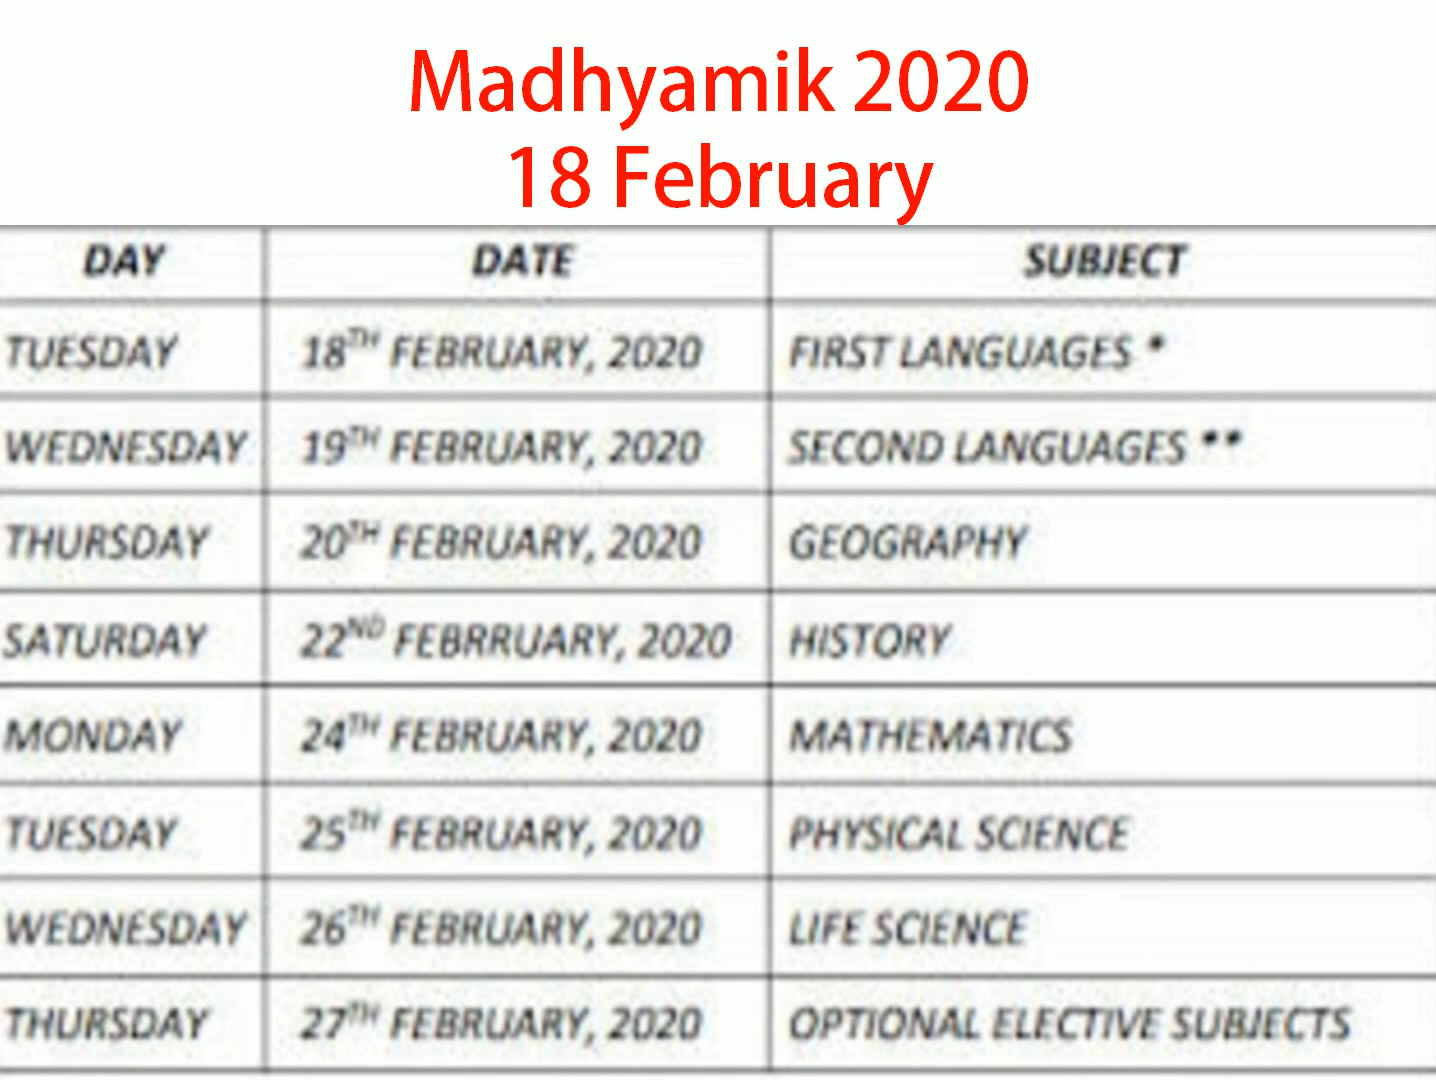 Madhyamik 2020
18 February
DAY DATE SUBJECT
TUESDAY 18TH FEBRUARY, 2020 FIRST LANGUAGES *
WEDNESDAY 19TH FEBRUARY, 2020 SECOND LANGUAGES **
THURSDAY 20TH FEBRUARY, 2020 GEOGRAPHY
SATURDAY 22ND FEBRRUARY, 2020 HISTORY
MONDAY 24TH FEBRUARY, 2020 MATHEMATICS
TUESDAY 25TH FEBRUARY, 2020 PHYSICAL SCIENCE
WEDNESDAY 26TH FEBRUARY, 2020 LIFE SCIENCE
THURSDAY 27TH FEBRUARY, 2020 OPTIONAL ELECTIVE SUBJECTS